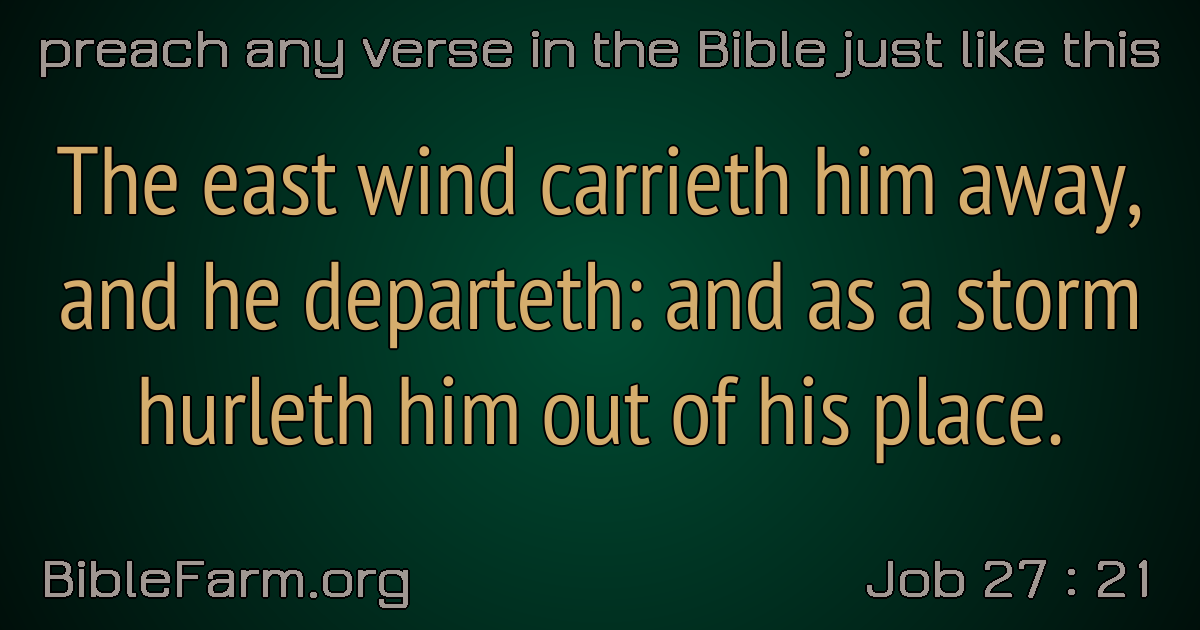 preach any verse in the Bible just like this
The east wind carrieth him away,
and he departeth: and as a storm
hurleth him out of his place.
BibleFarm.org
Job 27 : 21